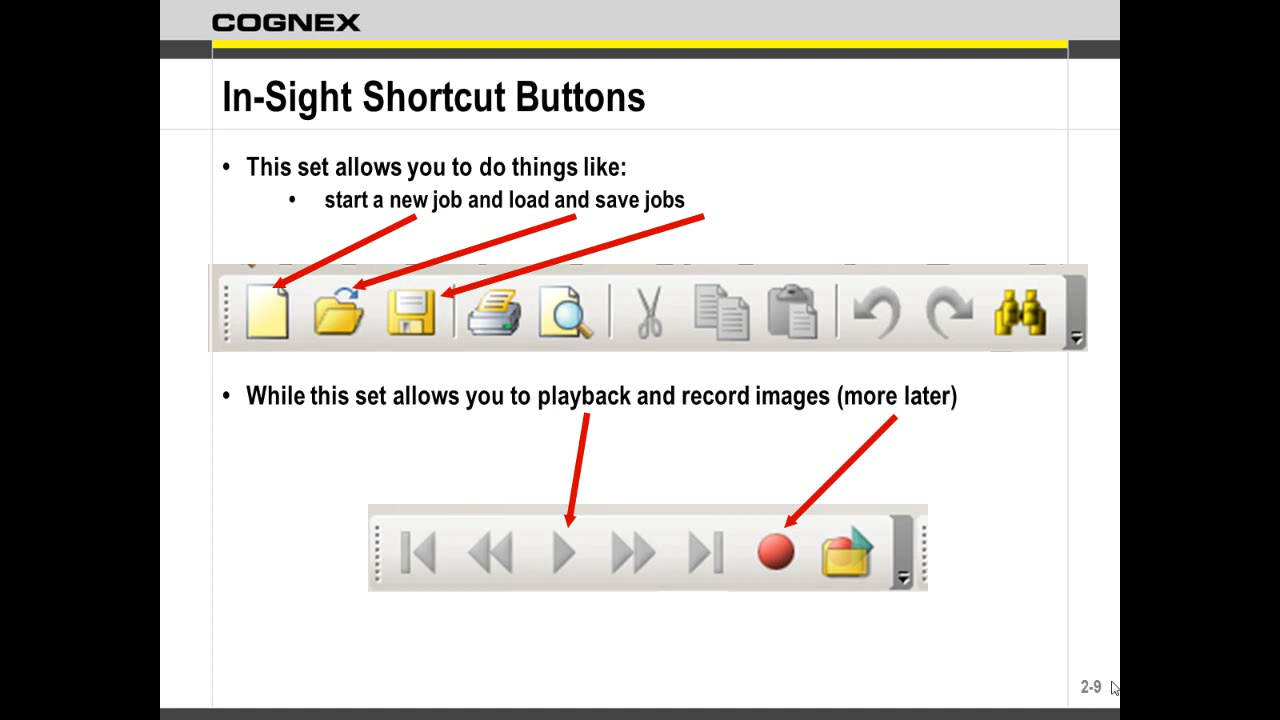 COGNEX
In-Sight Shortcut Buttons
• This set allows you to do things like:
• start a new job and load and save jobs
• While this set allows you to playback and record images (more later)
2-9